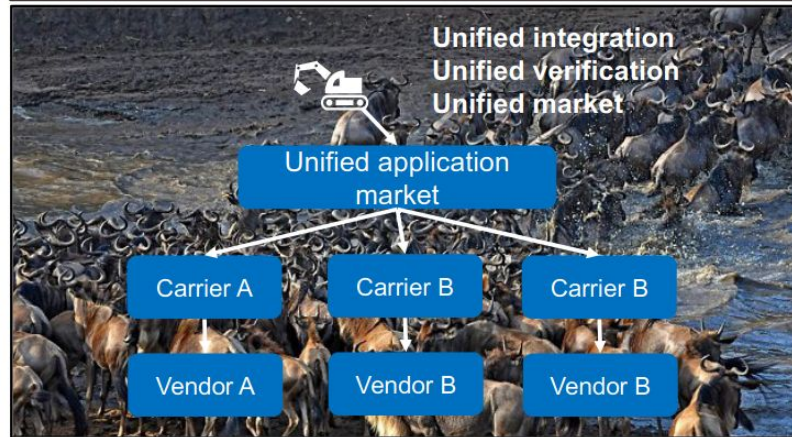 Unified integration
Unified verification
Unified market
Unified application
market
Carrier A
Carrier B
Carrier B
Vendor A
Vendor B
Vendor B